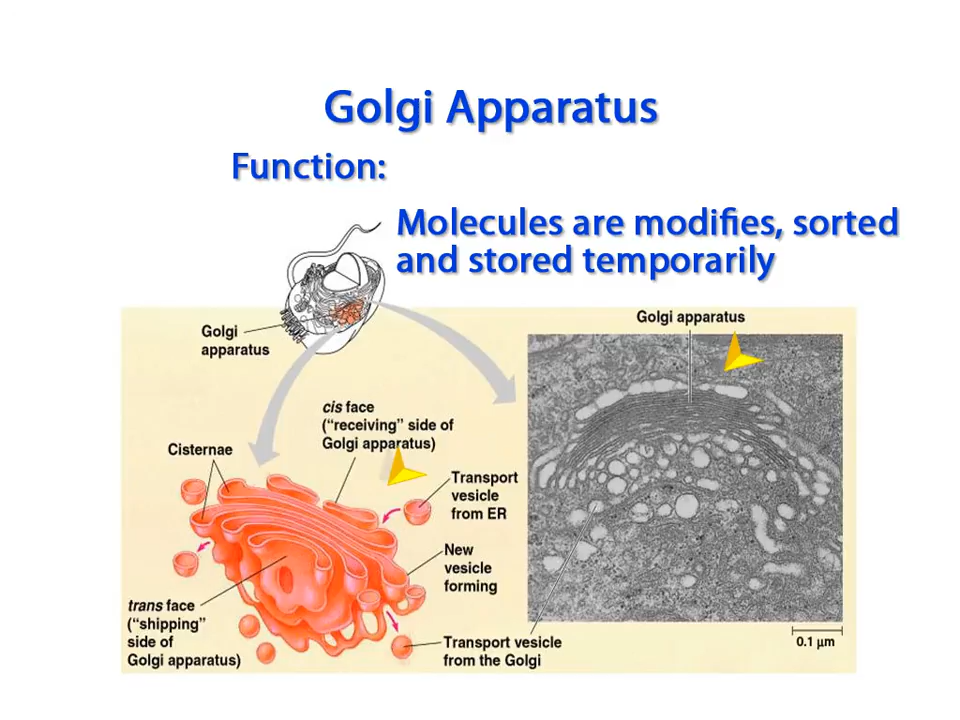 Golgi Apparatus
Function:
Molecules are modifies, sorted
and stored temporarily
Golgi
apparatus
Golgi apparatus
cis face
("receiving" side of
Golgi apparatus)
Cisternae
Transport
vesicle
from ER
New
vesicle
forming
trans face
("shipping"
side of
Golgi apparatus)
Transport vesicle
from the Golgi
0.1 µm